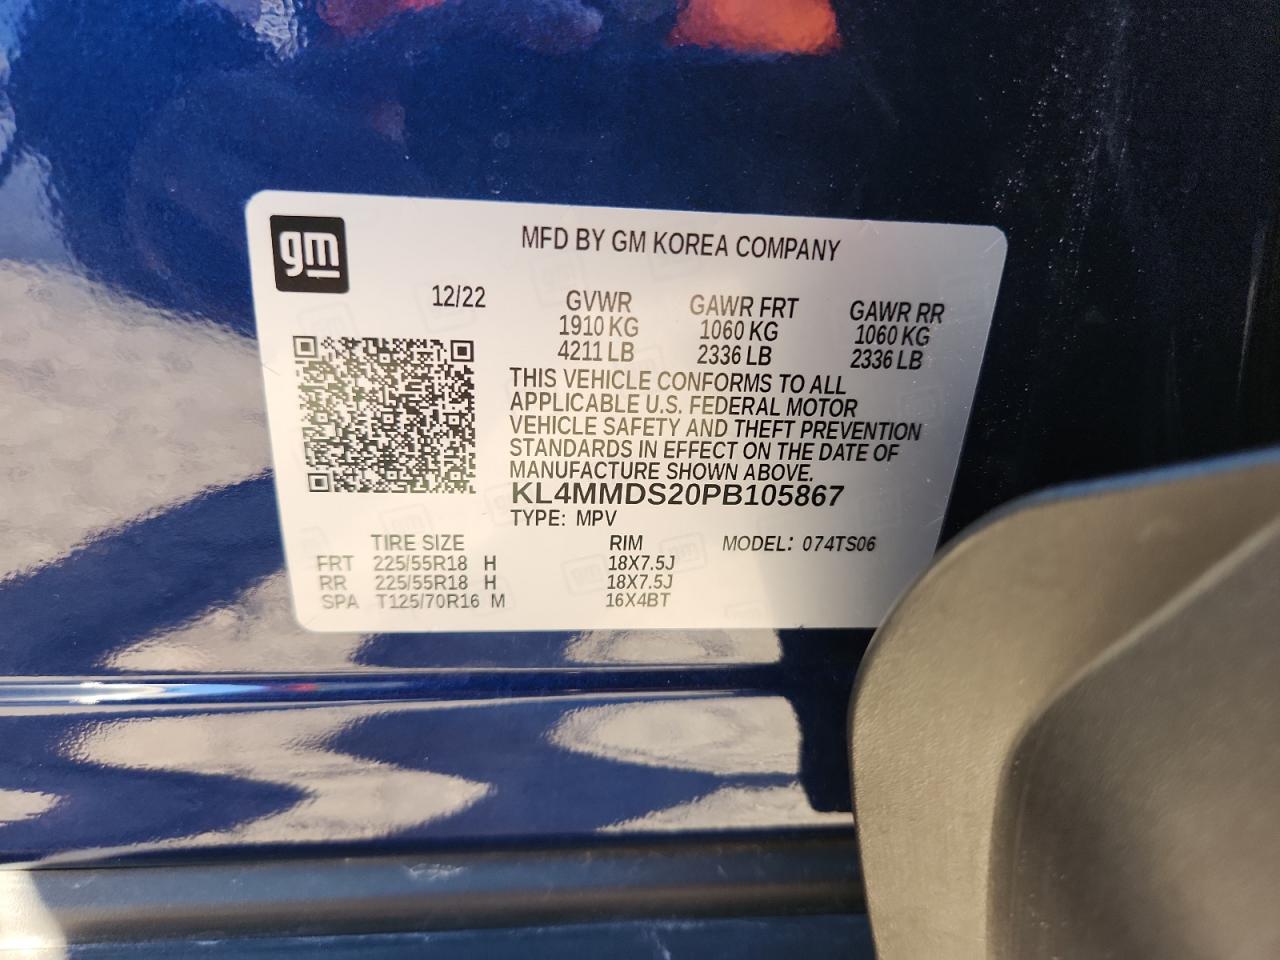 gm
MFD BY GM KOREA COMPANY
12/22 GVWR GAWR FRT GAWR RR
1910 KG 1060 KG 1060 KG
4211 LB 2336 LB 2336 LB
THIS VEHICLE CONFORMS TO ALL
APPLICABLE U.S. FEDERAL MOTOR
VEHICLE SAFETY AND THEFT PREVENTION
STANDARDS IN EFFECT ON THE DATE OF
MANUFACTURE SHOWN ABOVE.
KL4MMDS20PB105867
TYPE: MPV
TIRE SIZE RIM MODEL: 074TS06
FRT 225/55R18 H 18X7.5J
RR 225/55R18 H 18X7.5J
SPA T125/70R16 M 16X4BT